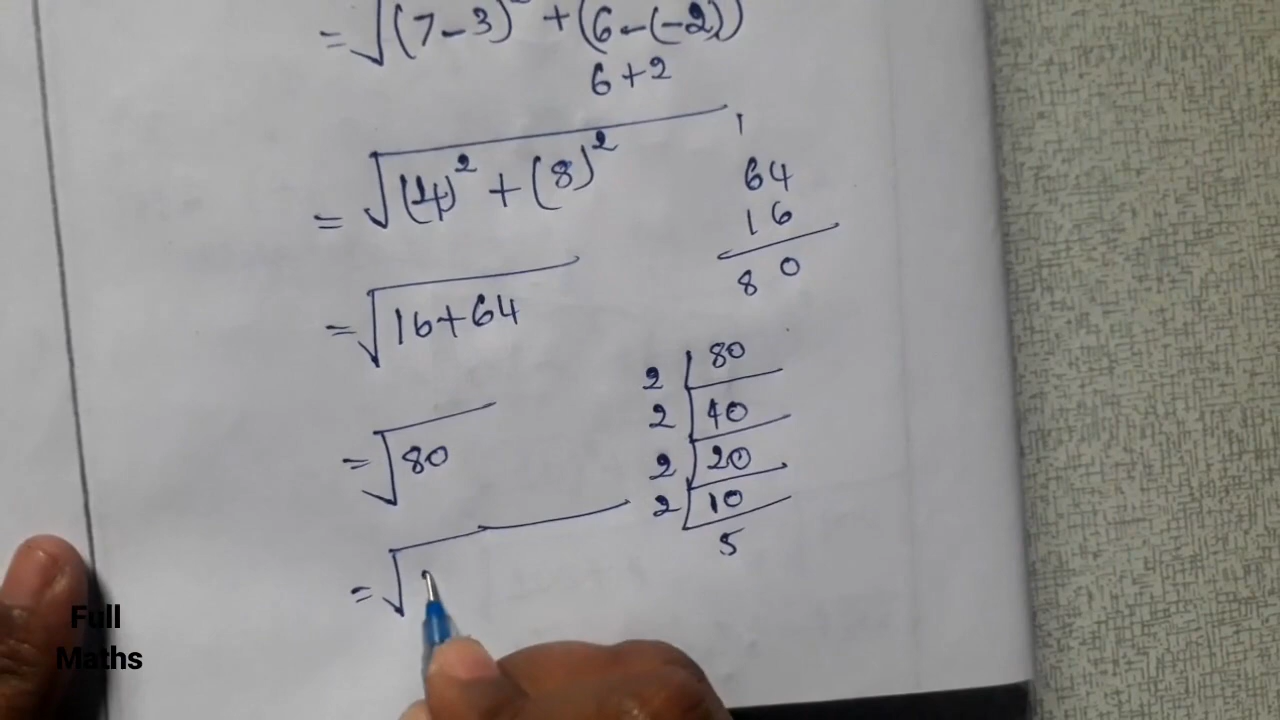 = √(7-3)² + (6-(-2))
6+2
= √(4)² + (8)²
= √16+64
= √80
= √
1
64
16
80
2 | 80
2 | 40
2 | 20
2 | 10
5
Full
Maths